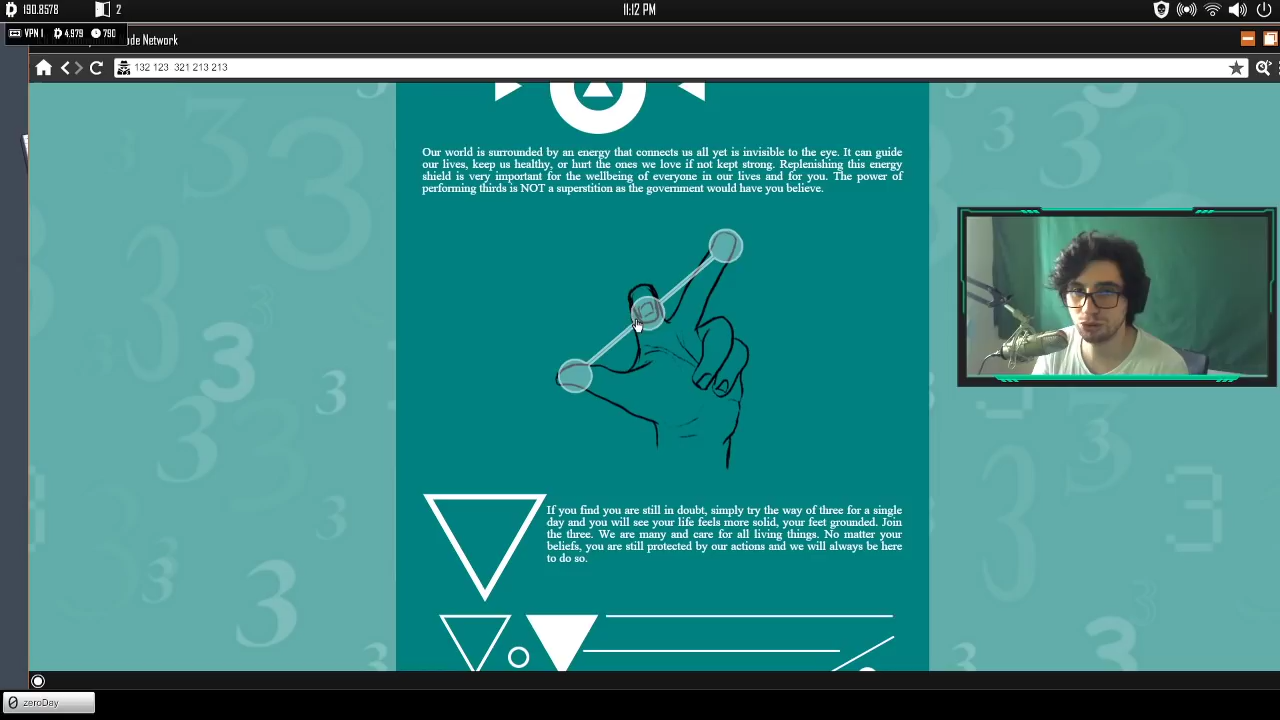 190.8578
2
11:12 PM
VPN 1
4.979
790
ode Network
132 123 321 213 213
Our world is surrounded by an energy that connects us all yet is invisible to the eye. It can guide
our lives, keep us healthy, or hurt the ones we love if not kept strong. Replenishing this energy
shield is very important for the wellbeing of everyone in our lives and for you. The power of
performing thirds is NOT a superstition as the government would have you believe.
If you find you are still in doubt, simply try the way of three for a single
day and you will see your life feels more solid, your feet grounded. Join
the three. We are many and care for all living things. No matter your
beliefs, you are still protected by our actions and we will always be here
to do so.
zeroDay